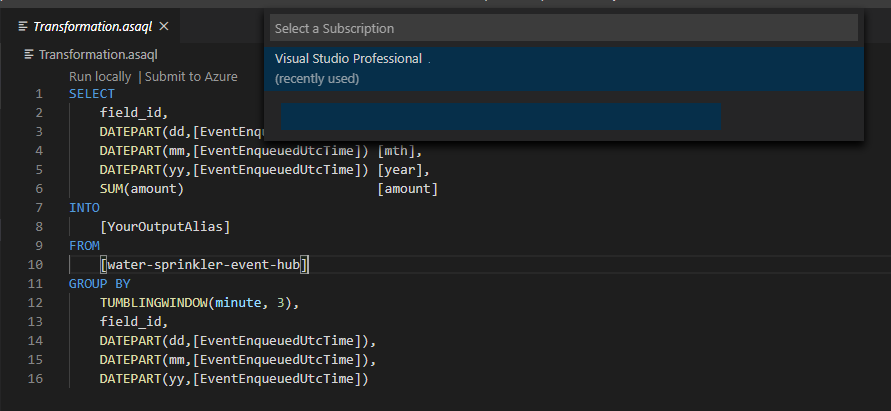 Transformation.asaql
Select a Subscription
Visual Studio Professional
(recently used)
Transformation.asaql
Run locally | Submit to Azure
1 SELECT
2 field_id,
3 DATEPART(dd,[EventEnqu
4 DATEPART(mm,[EventEnqueuedUtcTime]) [mth],
5 DATEPART(yy,[EventEnqueuedUtcTime]) [year],
6 SUM(amount) [amount]
7 INTO
8 [YourOutputAlias]
9 FROM
10 [water-sprinkler-event-hub]
11 GROUP BY
12 TUMBLINGWINDOW(minute, 3),
13 field_id,
14 DATEPART(dd,[EventEnqueuedUtcTime]),
15 DATEPART(mm,[EventEnqueuedUtcTime]),
16 DATEPART(yy,[EventEnqueuedUtcTime])